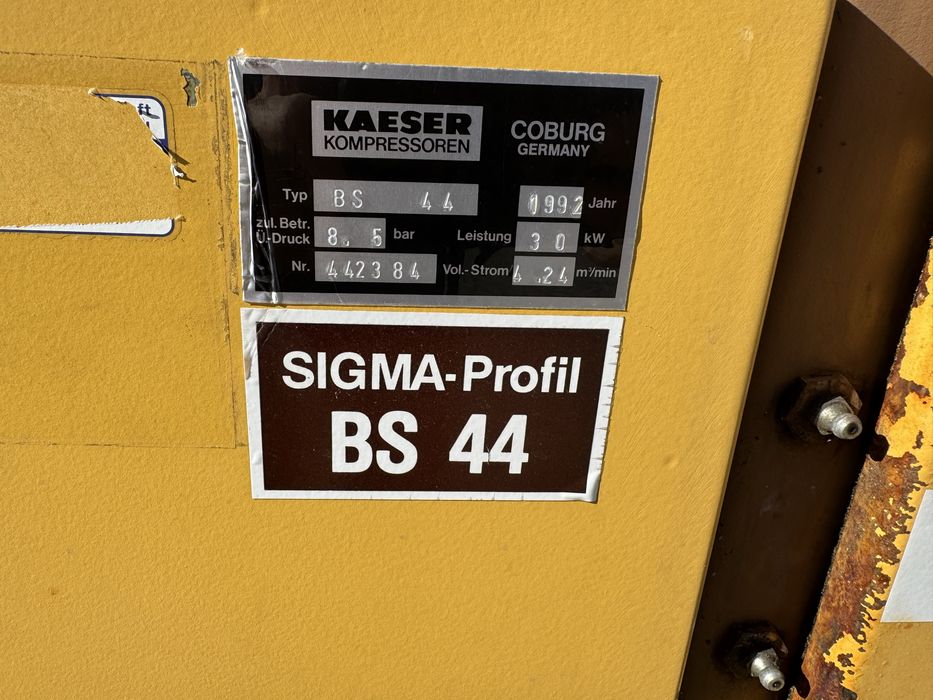 ft
KAESER
KOMPRESSOREN
COBURG
GERMANY
Typ BS 44 1992 Jahr
zul. Betr.
Ü.-Druck 8.5 bar Leistung 30 kW
Nr. 442384 Vol.-Strom 4.24 m³/min
SIGMA-Profil
BS 44